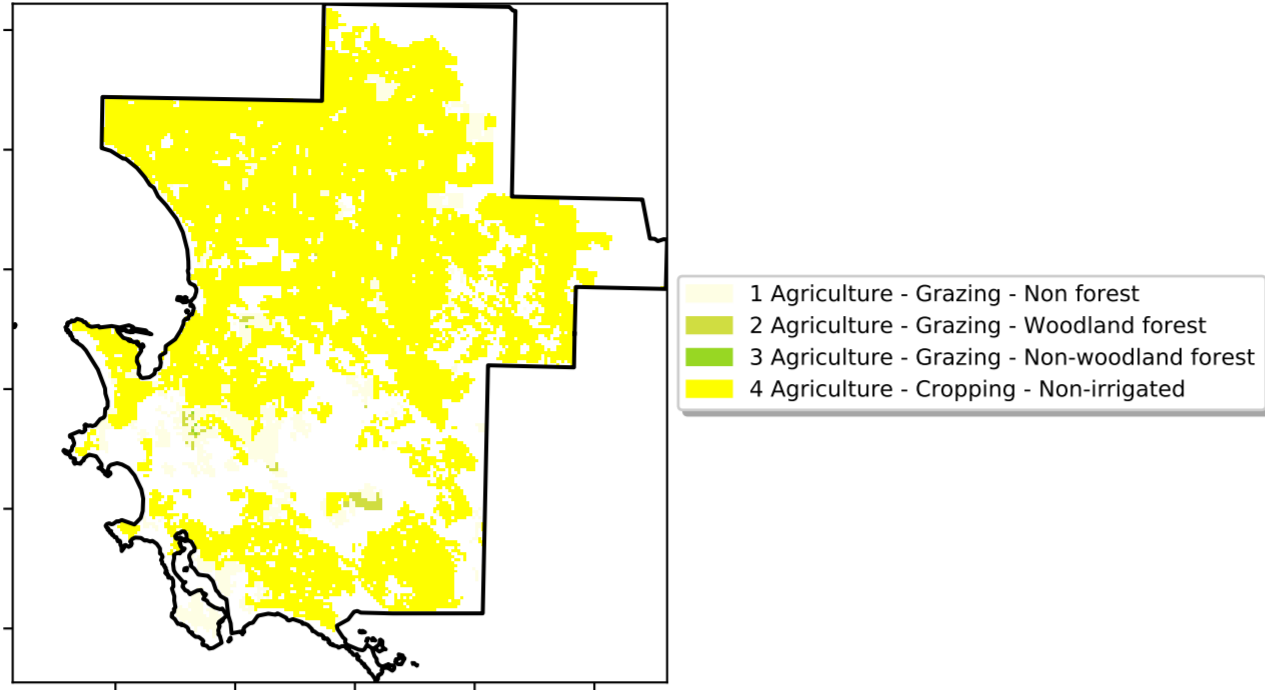 1 Agriculture - Grazing - Non forest
2 Agriculture - Grazing - Woodland forest
3 Agriculture - Grazing - Non-woodland forest
4 Agriculture - Cropping - Non-irrigated